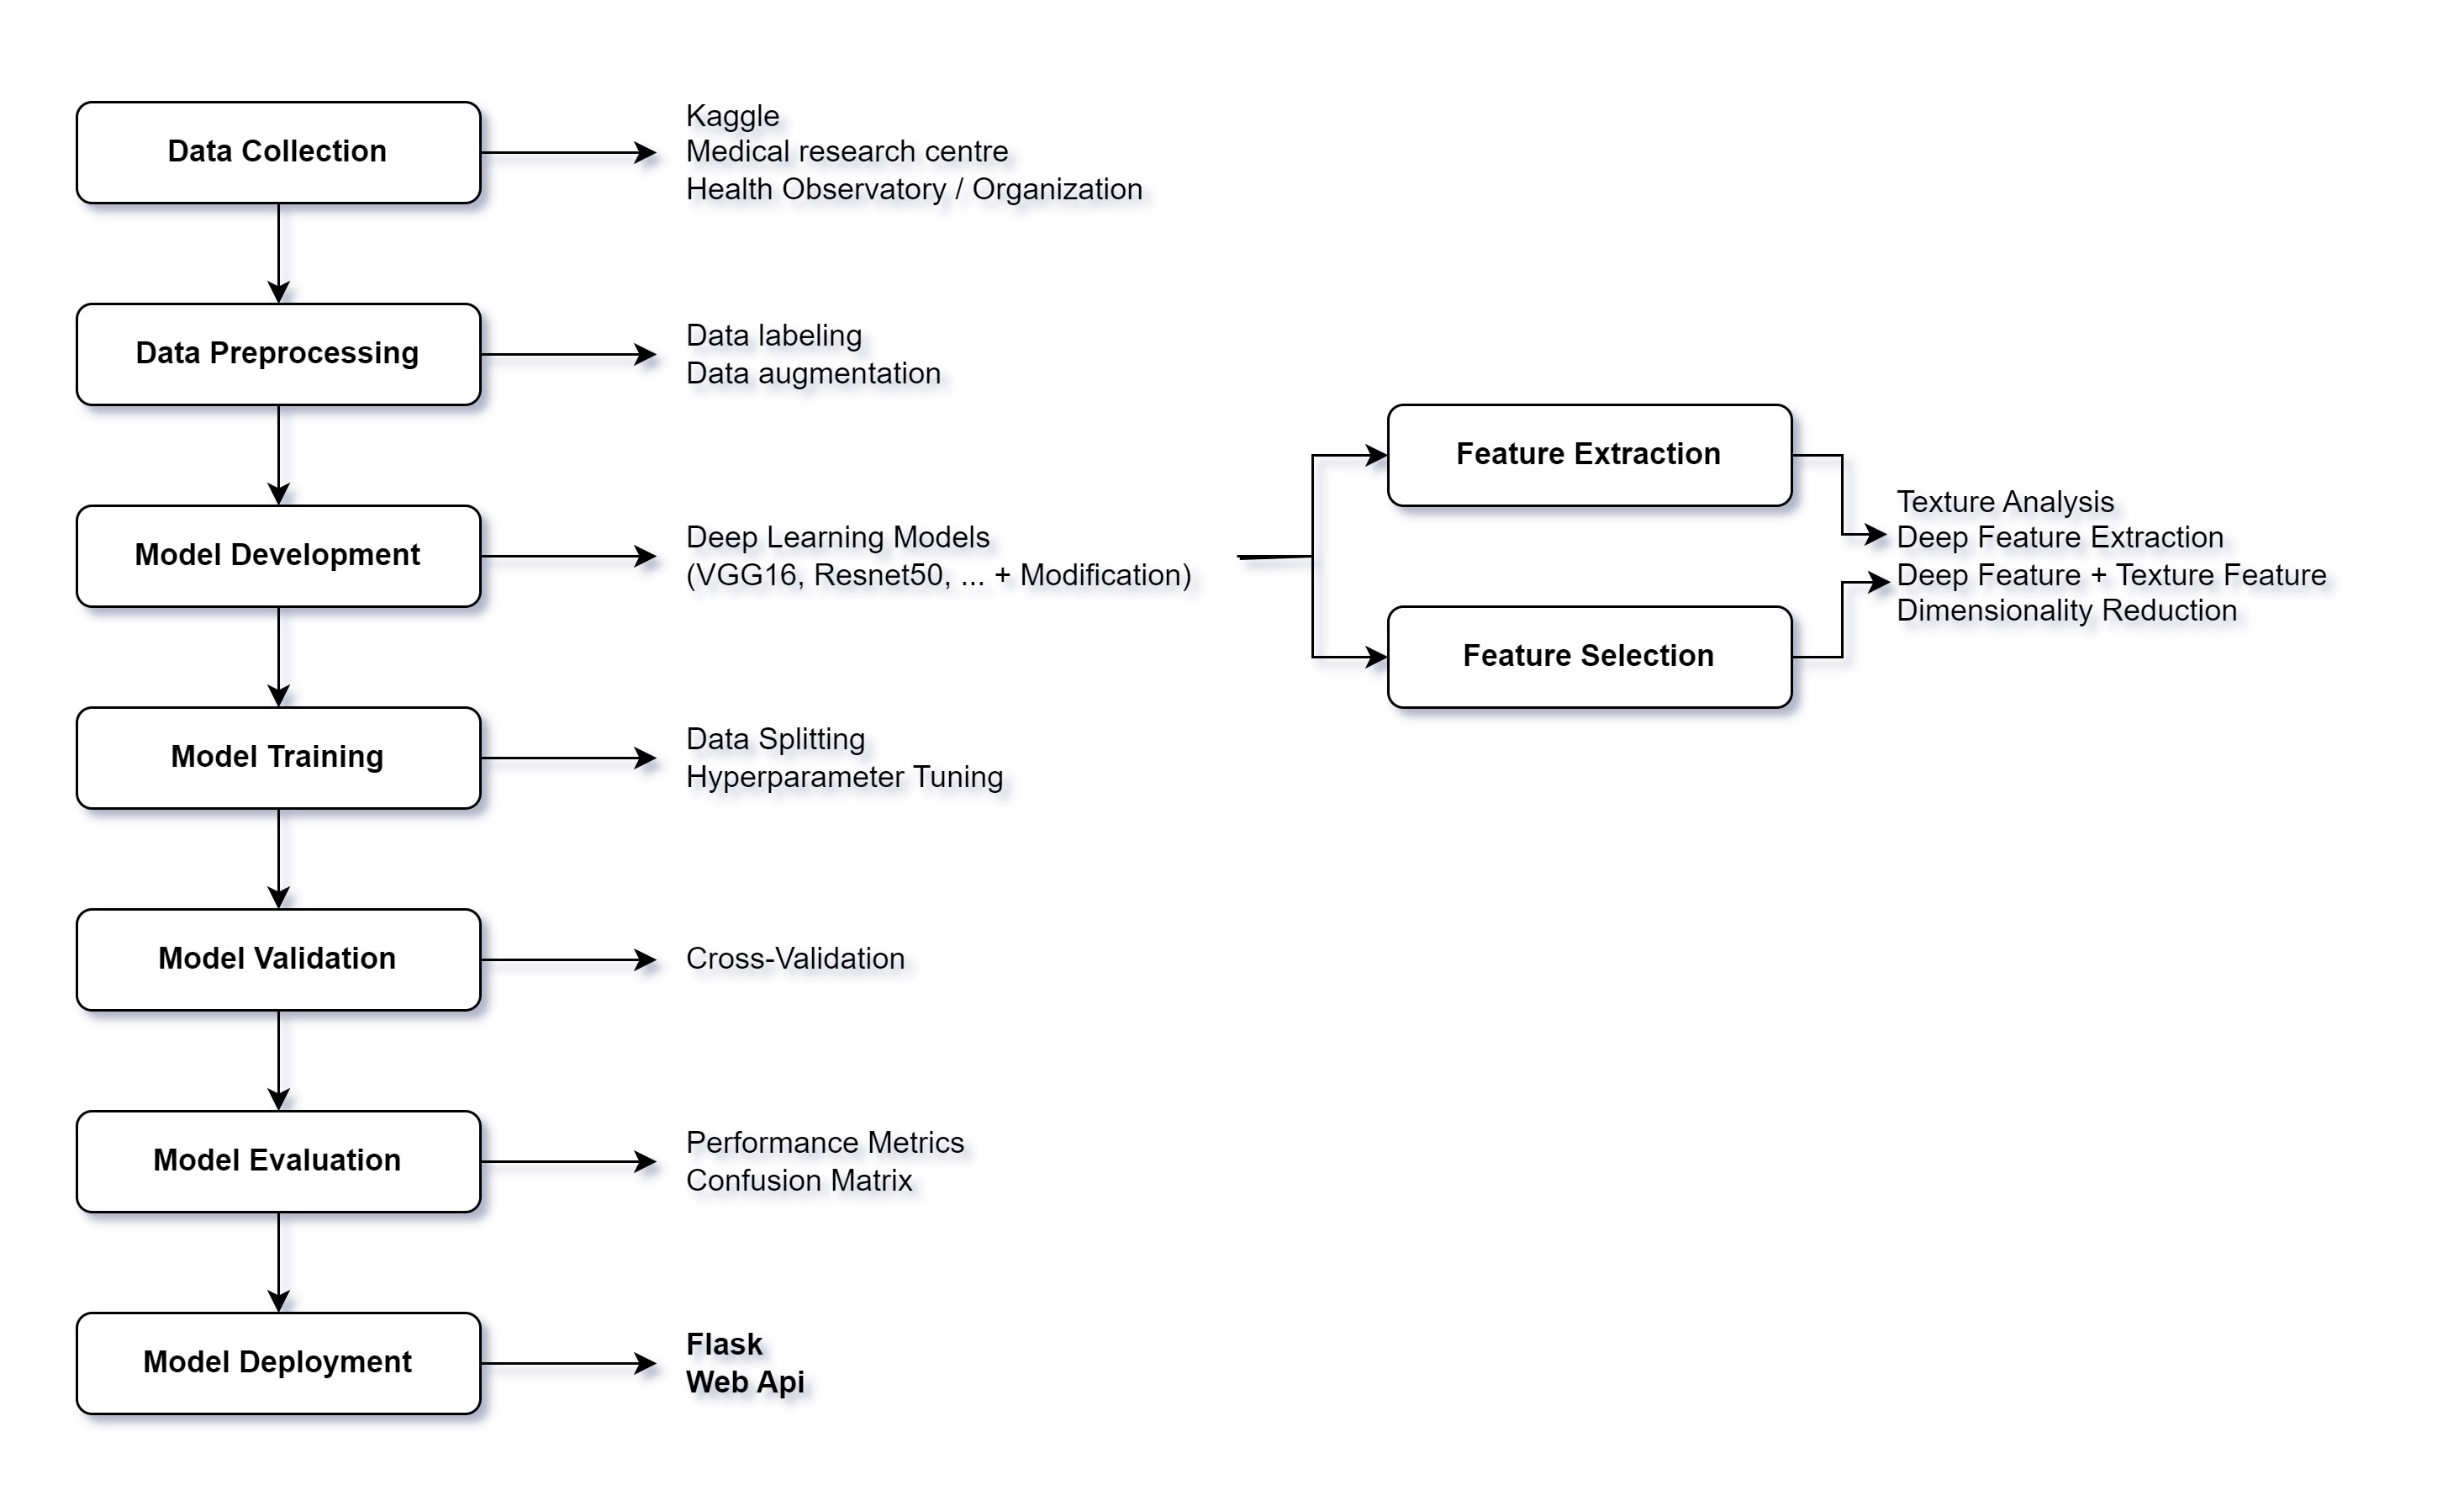 Data Collection
Kaggle
Medical research centre
Health Observatory / Organization
Data Preprocessing
Data labeling
Data augmentation
Model Development
Deep Learning Models
(VGG16, Resnet50, ... + Modification)
Feature Extraction
Feature Selection
Texture Analysis
Deep Feature Extraction
Deep Feature + Texture Feature
Dimensionality Reduction
Model Training
Data Splitting
Hyperparameter Tuning
Model Validation
Cross-Validation
Model Evaluation
Performance Metrics
Confusion Matrix
Model Deployment
Flask
Web Api